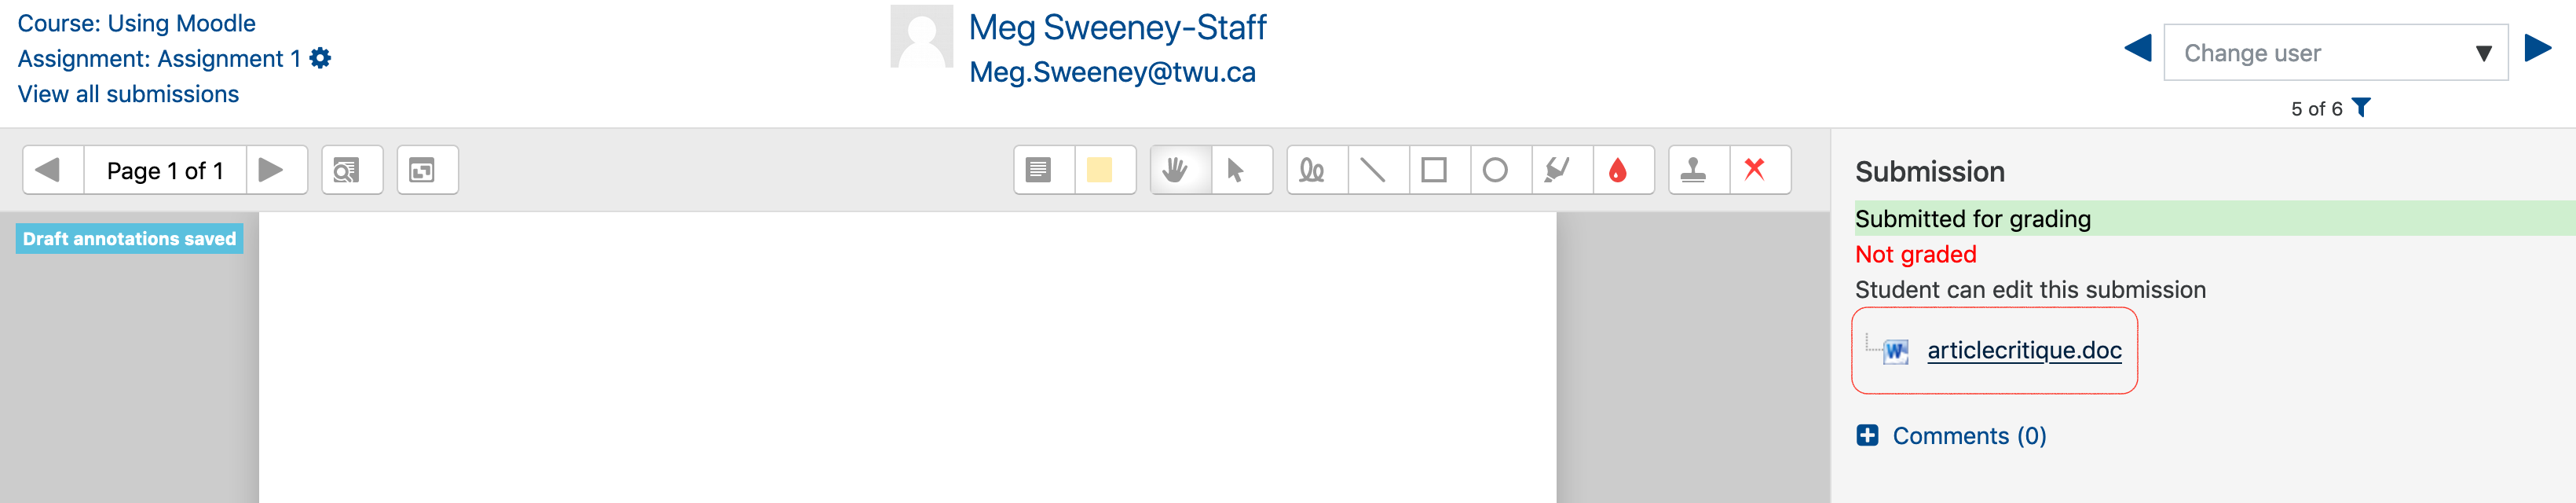 Course: Using Moodle
Assignment: Assignment 1
View all submissions
Meg Sweeney-Staff
Meg.Sweeney@twu.ca
Change user
5 of 6
Page 1 of 1
Draft annotations saved
Submission
Submitted for grading
Not graded
Student can edit this submission
articlecritique.doc
Comments (0)